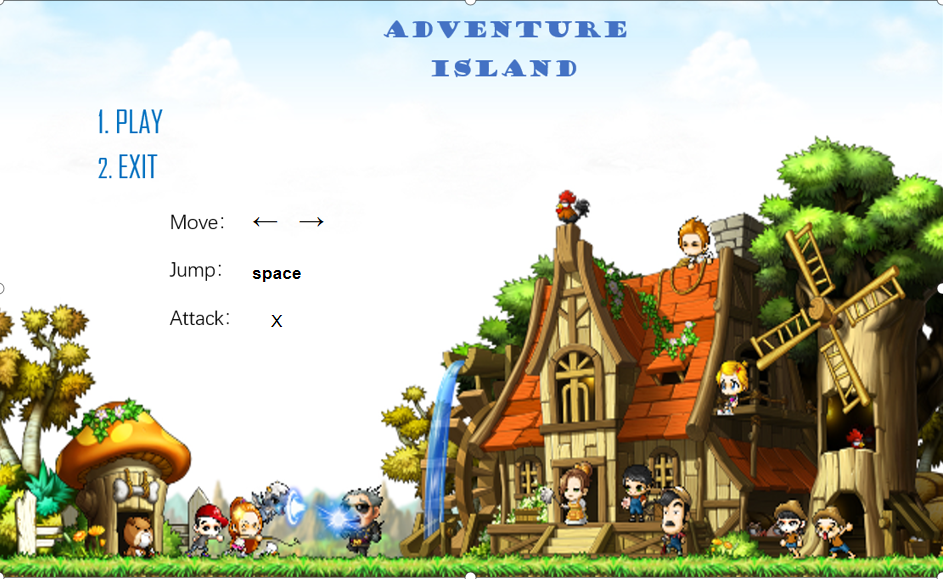 ADVENTURE
ISLAND
1. PLAY
2. EXIT
Move: ← →
Jump: space
Attack: X